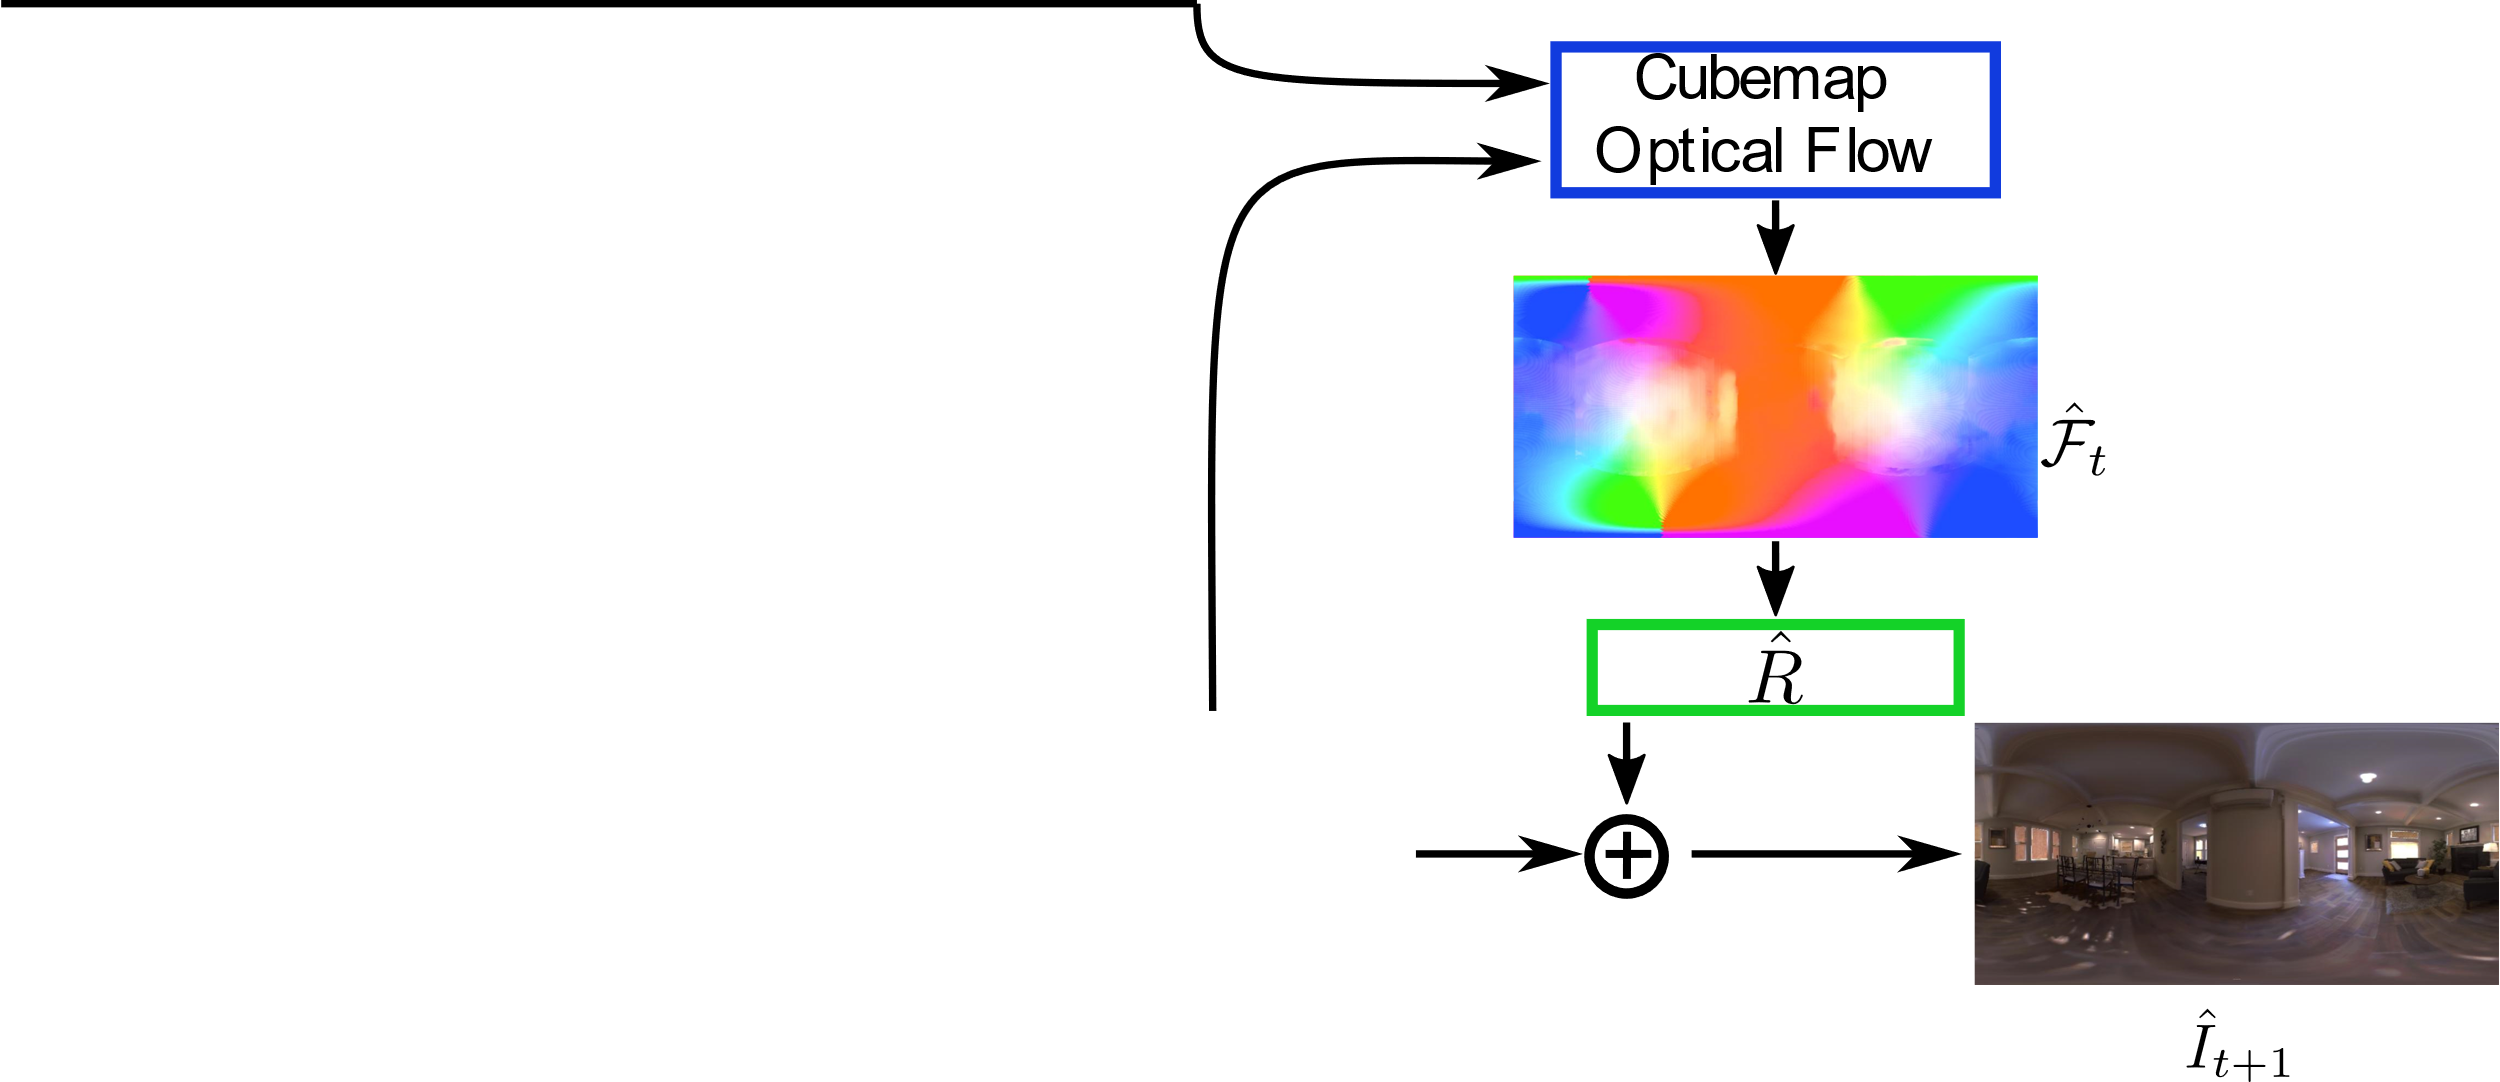 Cubemap
Optical Flow
$\hat{\mathcal{F}}_t$
$\hat{R}$
+
$\hat{I}_{t+1}$